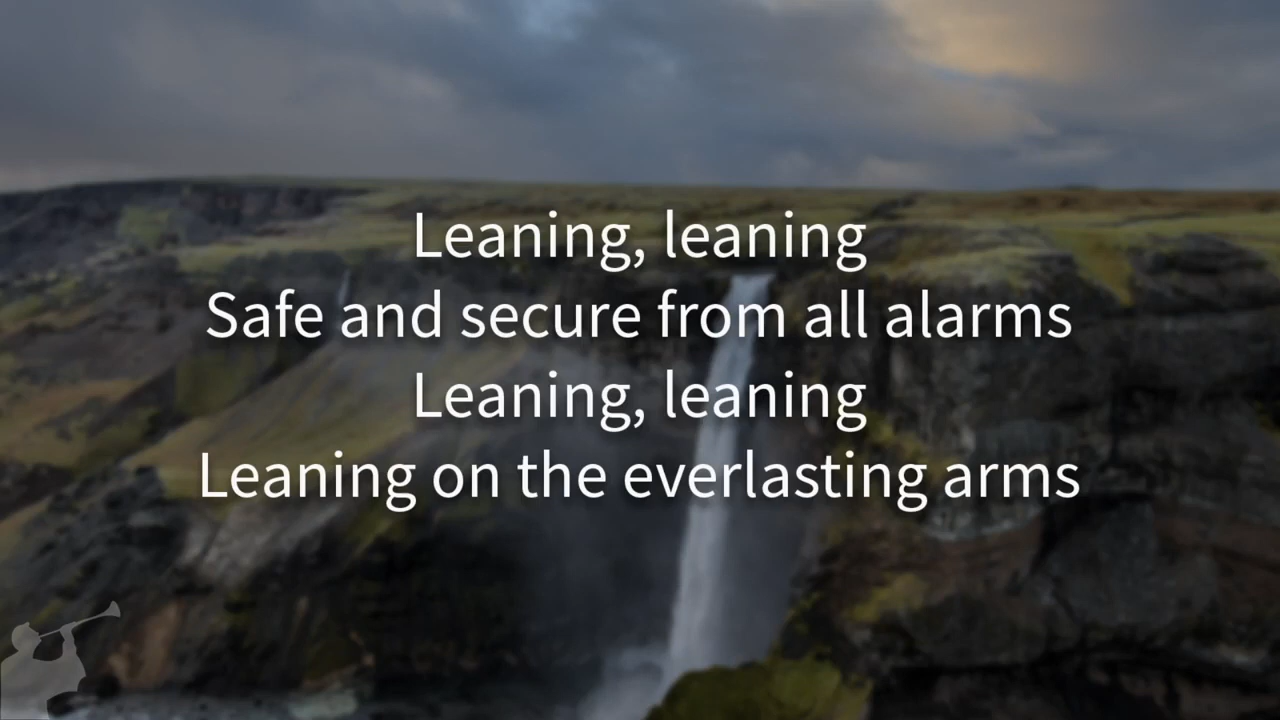 Leaning, leaning
Safe and secure from all alarms
Leaning, leaning
Leaning on the everlasting arms